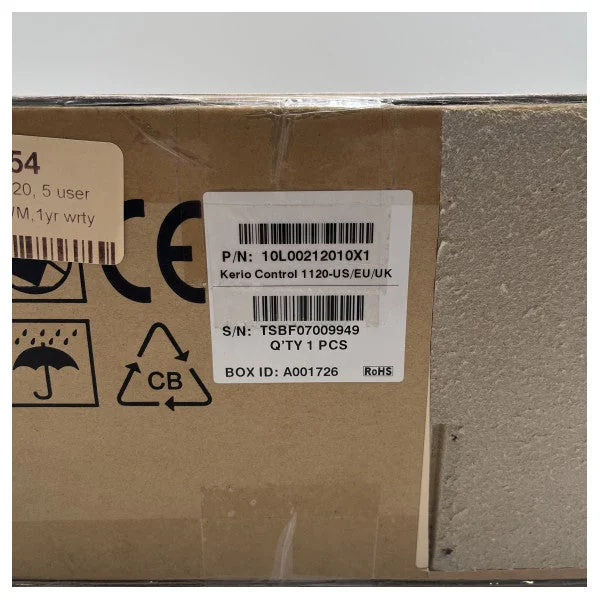 54
20, 5 user
/M,1yr wrty
CE
P/N: 10L00212010X1
Kerio Control 1120-US/EU/UK
S/N: TSBF07009949
Q'TY 1 PCS
BOX ID: A001726 RoHS
CB